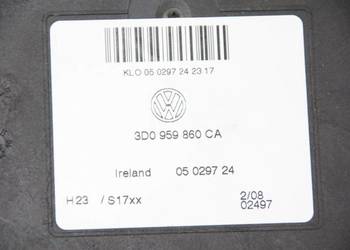 KLO 05 0297 24 23 17
3D0 959 860 CA
Ireland 05 0297 24
H23 / S17xx 2/08
02497